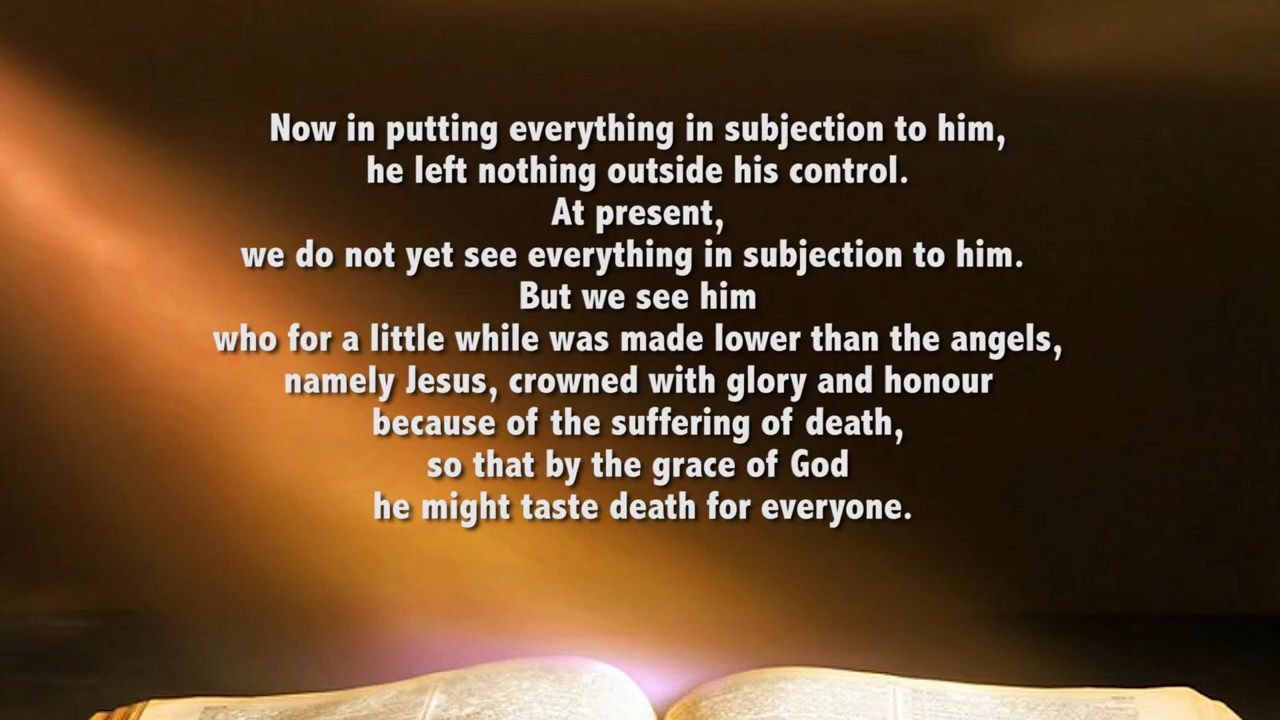 Now in putting everything in subjection to him,
he left nothing outside his control.
At present,
we do not yet see everything in subjection to him.
But we see him
who for a little while was made lower than the angels,
namely Jesus, crowned with glory and honour
because of the suffering of death,
so that by the grace of God
he might taste death for everyone.